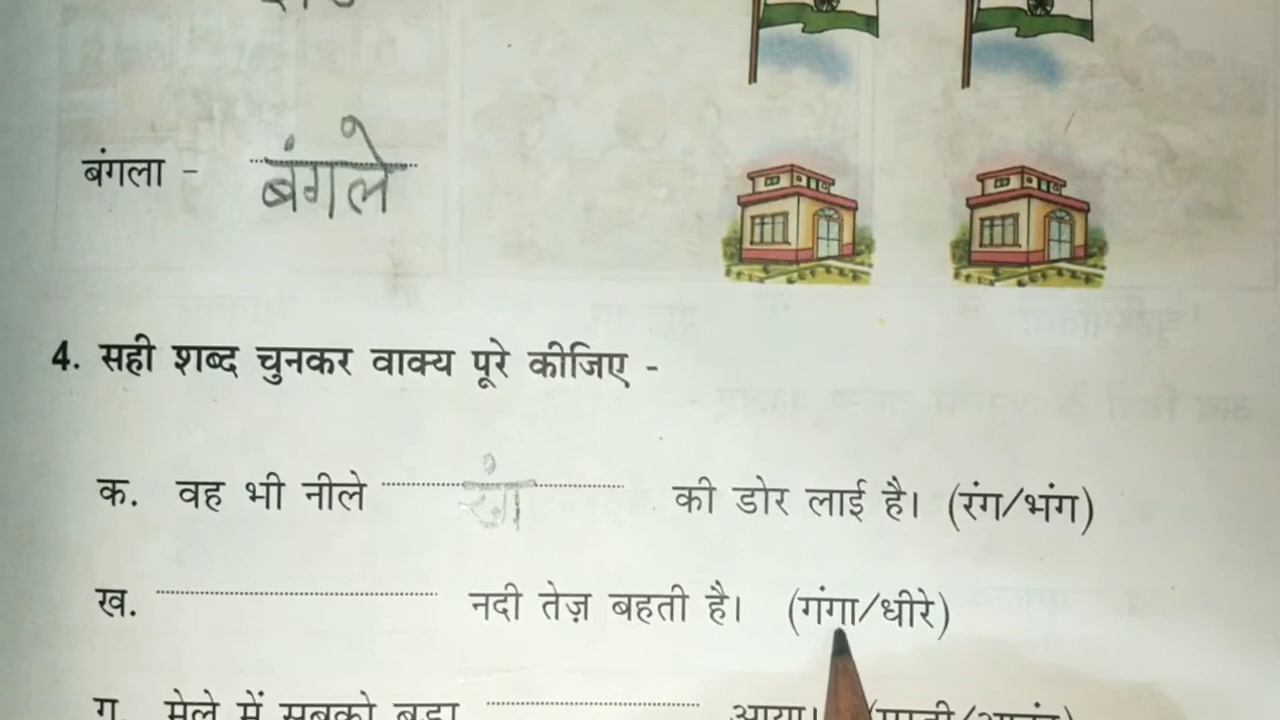 बंगला - बंगले
4. सही शब्द चुनकर वाक्य पूरे कीजिए -
क. वह भी नीले रंग की डोर लाई है। (रंग/भंग)
ख. नदी तेज़ बहती है। (गंगा/धीरे)
ग. मेले में सबको बड़ा आया।